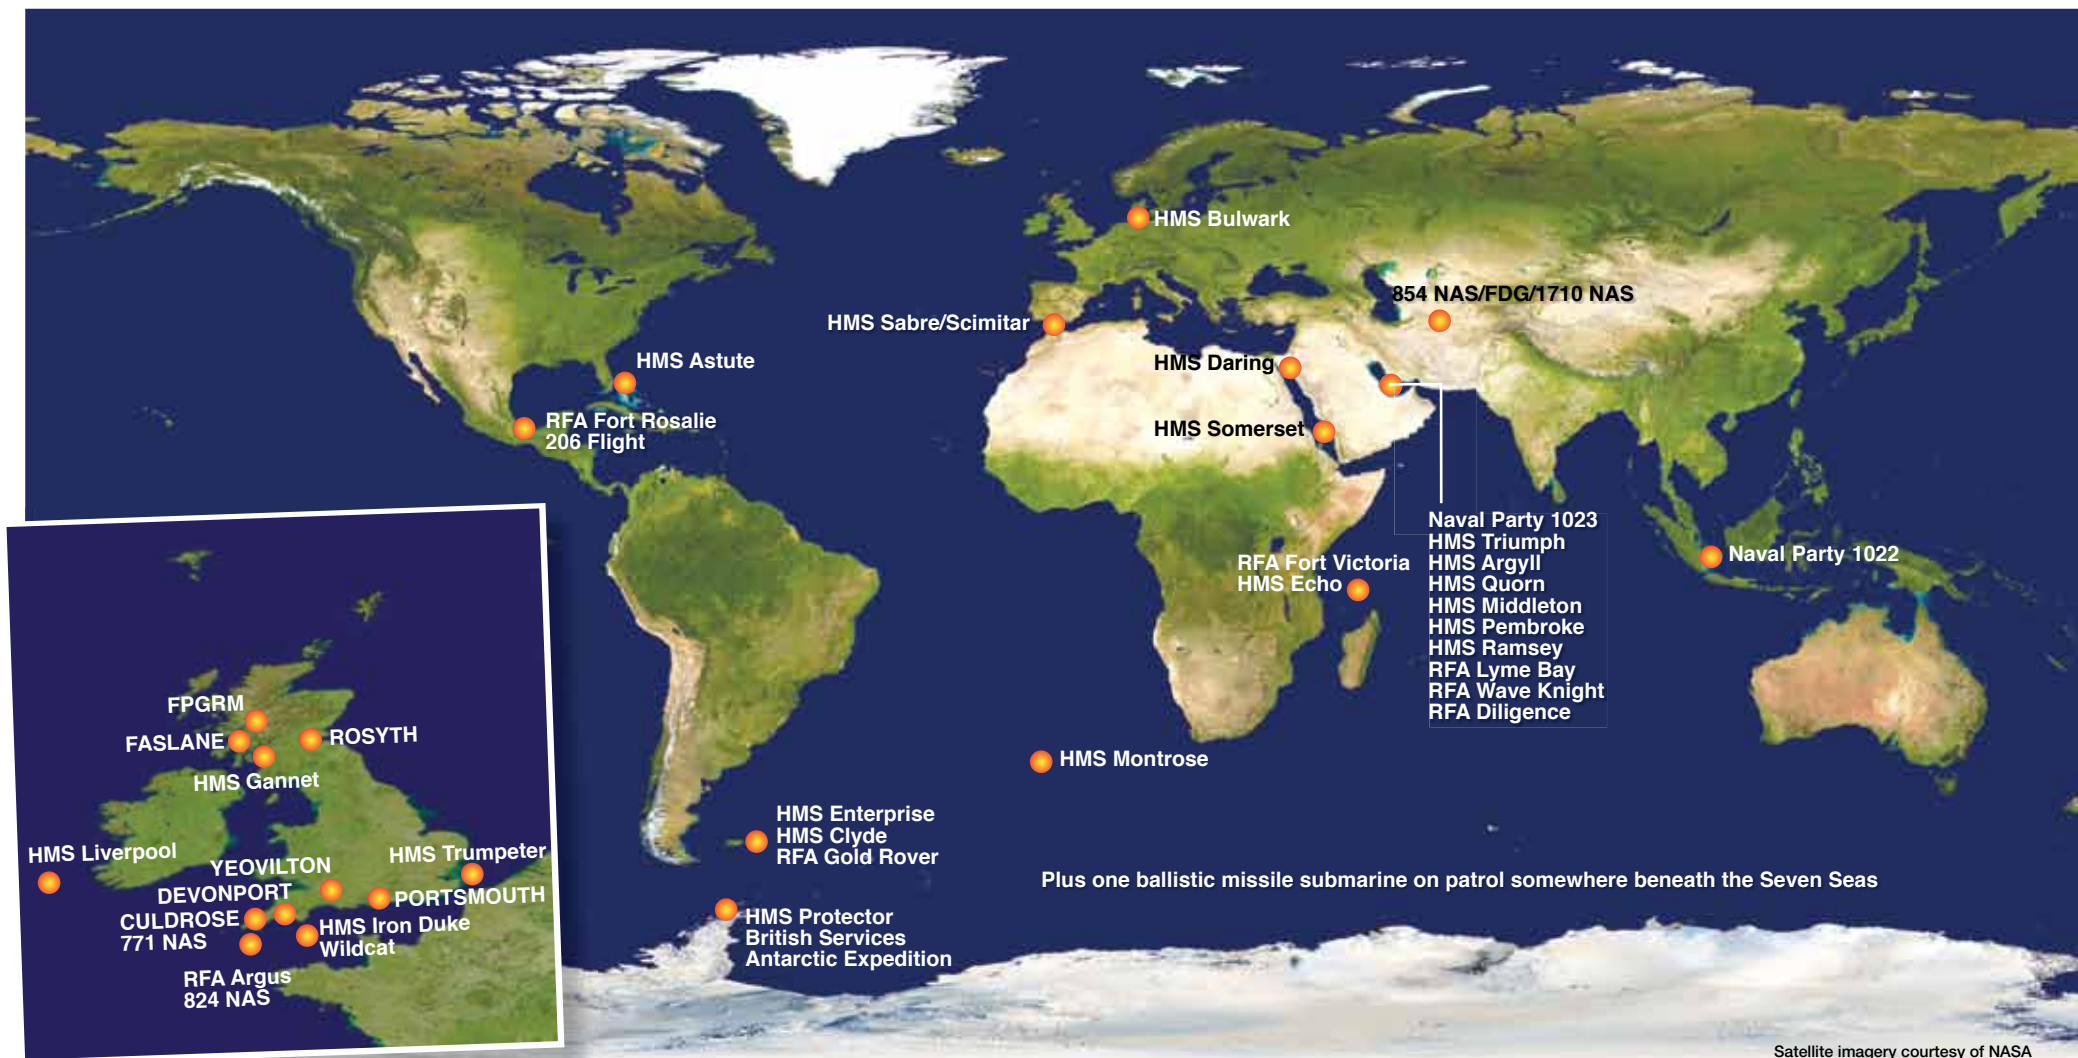 HMS Bulwark
854 NAS/FDG/1710 NAS
HMS Sabre/Scimitar
HMS Astute
HMS Daring
RFA Fort Rosalie
206 Flight
HMS Somerset
Naval Party 1023
HMS Triumph
HMS Argyll
HMS Quorn
HMS Middleton
HMS Pembroke
HMS Ramsey
RFA Lyme Bay
RFA Wave Knight
RFA Diligence
Naval Party 1022
RFA Fort Victoria
HMS Echo
HMS Montrose
HMS Enterprise
HMS Clyde
RFA Gold Rover
Plus one ballistic missile submarine on patrol somewhere beneath the Seven Seas
HMS Protector
British Services
Antarctic Expedition
FPGRM
FASLANE
ROSYTH
HMS Gannet
HMS Liverpool
HMS Trumpeter
YEOVILTON
DEVONPORT
PORTSMOUTH
CULDROSE
771 NAS
HMS Iron Duke
Wildcat
RFA Argus
824 NAS
Satellite imagery courtesy of NASA